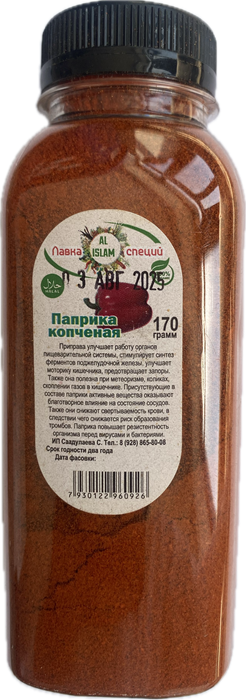 AL
ISLAM
Лавка специй
03 АВГ 2025
HALAL
Паприка
копченая
170
грамм
Приправа улучшает работу органов
пищеварительной системы, стимулирует синтез
ферментов поджелудочной железы, улучшает
моторику кишечника, предотвращает запоры.
Также она полезна при метеоризме, коликах,
скоплении газов в кишечнике. Присутствующие в
составе паприки активные вещества оказывают
благотворное влияние на состояние сосудов.
Также они снижают свертываемость крови, в
следствии чего снижается риск образования
тромбов. Паприка повышает резистентность
организма перед вирусами и бактериями.
ИП Саадулаева С. Тел.: 8 (928) 865-80-08
Срок годности два года
Дата фасовки:
7930122960926